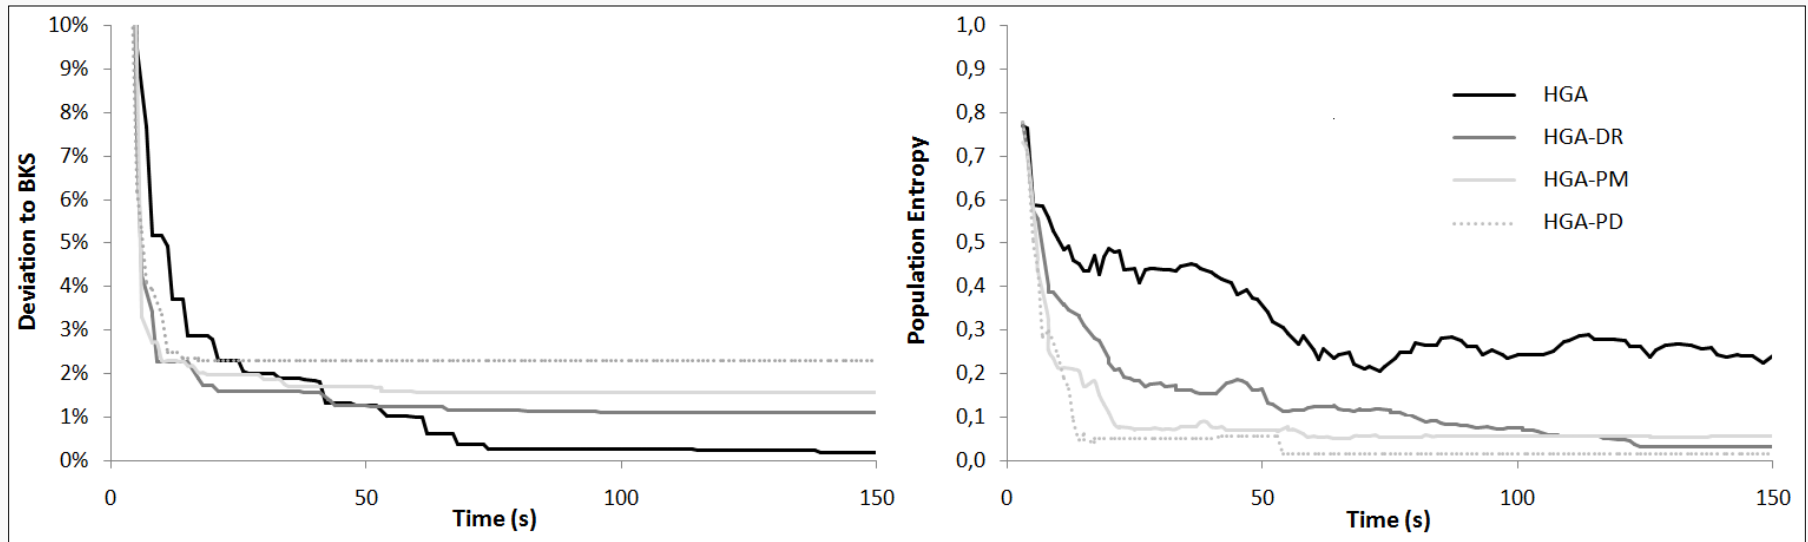 Deviation to BKS
10%
9%
8%
7%
6%
5%
4%
3%
2%
1%
0%
0 50 100 150
Time (s)
Population Entropy
1,0
0,9
0,8
0,7
0,6
0,5
0,4
0,3
0,2
0,1
0,0
0 50 100 150
Time (s)
HGA
HGA-DR
HGA-PM
HGA-PD